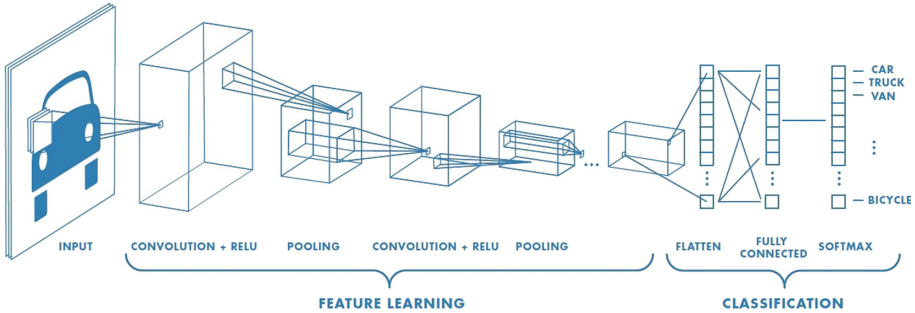 CAR
TRUCK
VAN
BICYCLE
INPUT
CONVOLUTION + RELU
POOLING
CONVOLUTION + RELU
POOLING
FLATTEN
FULLY
CONNECTED
SOFTMAX
FEATURE LEARNING
CLASSIFICATION